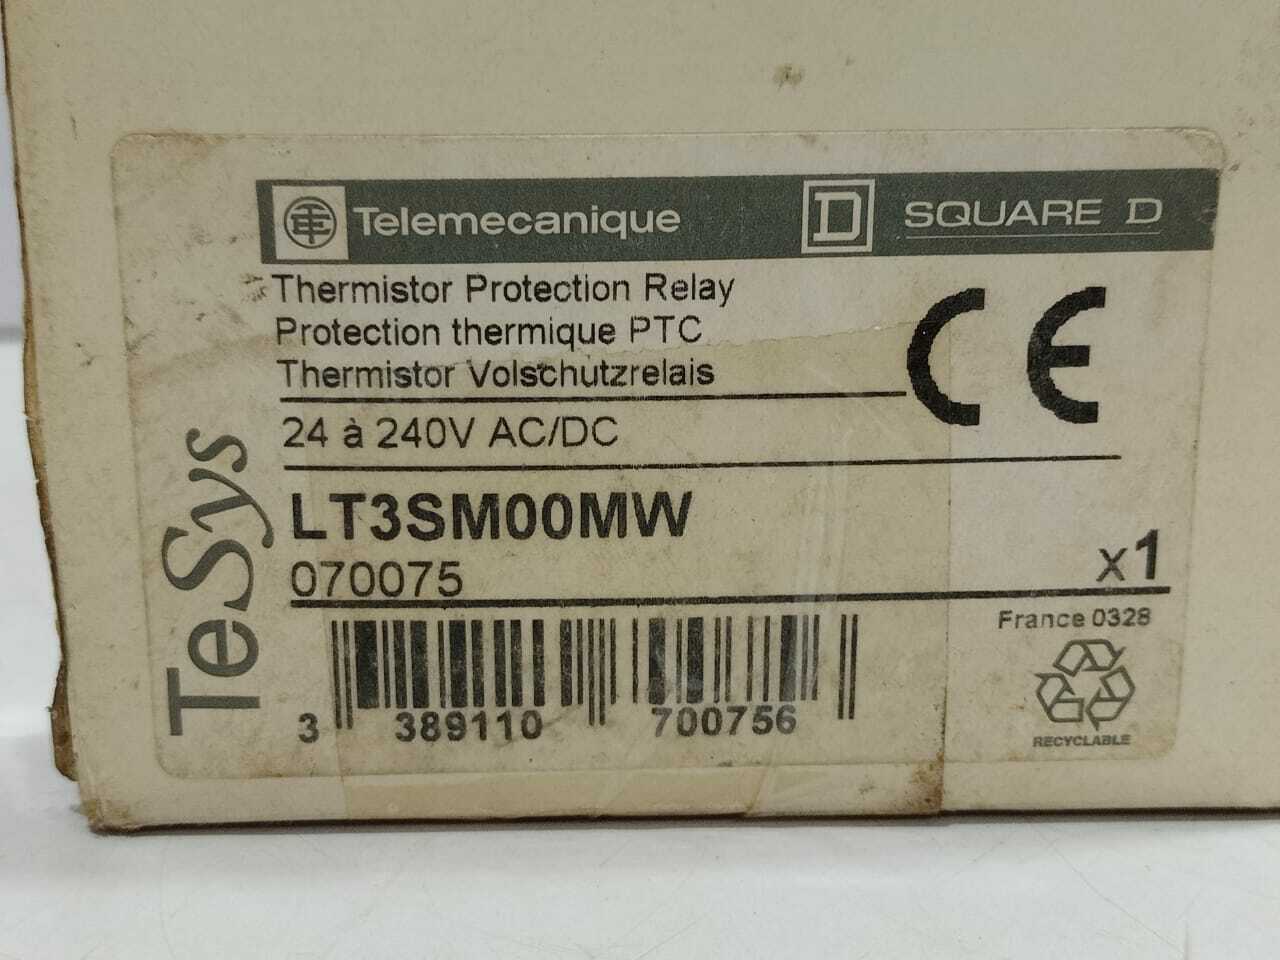 Telemecanique D SQUARE D
Thermistor Protection Relay
Protection thermique PTC
Thermistor Volschutzrelais
CE
24 à 240V AC/DC
LT3SM00MW
070075
x1
TeSys
France 0328
3 389110 700756
RECYCLABLE